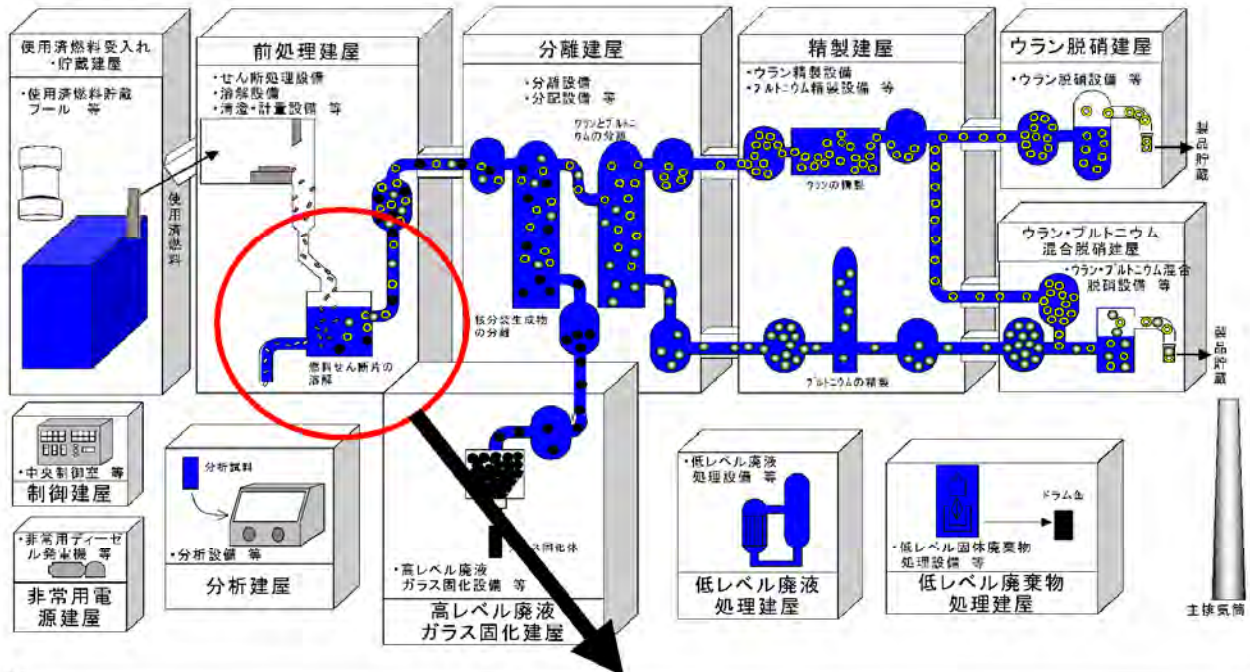 使用済燃料受入れ
・貯蔵建屋
・使用済燃料貯蔵
プール 等
使用済燃料
前処理建屋
・せん断処理設備
・溶解設備
・清澄・計量設備 等
燃料せん断片の
溶解
分離建屋
・分離設備
・分配設備 等
ウランとプルトニ
ウムの分離
核分裂生成物
の分離
精製建屋
・ウラン精製設備
・プルトニウム精製設備 等
ウランの精製
プルトニウムの精製
ウラン脱硝建屋
・ウラン脱硝設備 等
製品貯蔵
ウラン・プルトニウム
混合脱硝建屋
・ウラン・プルトニウム混合
脱硝設備 等
製品貯蔵
・中央制御室 等
制御建屋
・非常用ディーゼ
ル発電機 等
非常用電
源建屋
分析試料
・分析設備 等
分析建屋
ス固化体
・高レベル廃液
ガラス固化設備 等
高レベル廃液
ガラス固化建屋
・低レベル廃液
処理設備 等
低レベル廃液
処理建屋
ドラム缶
・低レベル固体廃棄物
処理設備 等
低レベル廃棄物
処理建屋
主排気筒